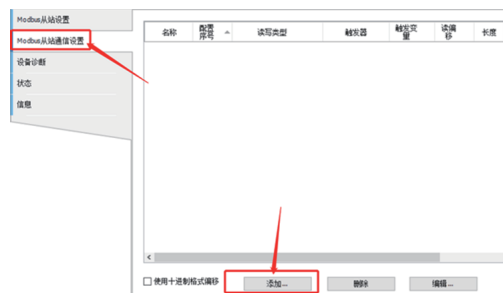 Modbus从站设置
Modbus从站通信设置
设备诊断
状态
信息
名称 配置序号 读写类型 触发器 触发变量 读偏移 长度
使用十进制格式偏移 添加... 删除 编辑...